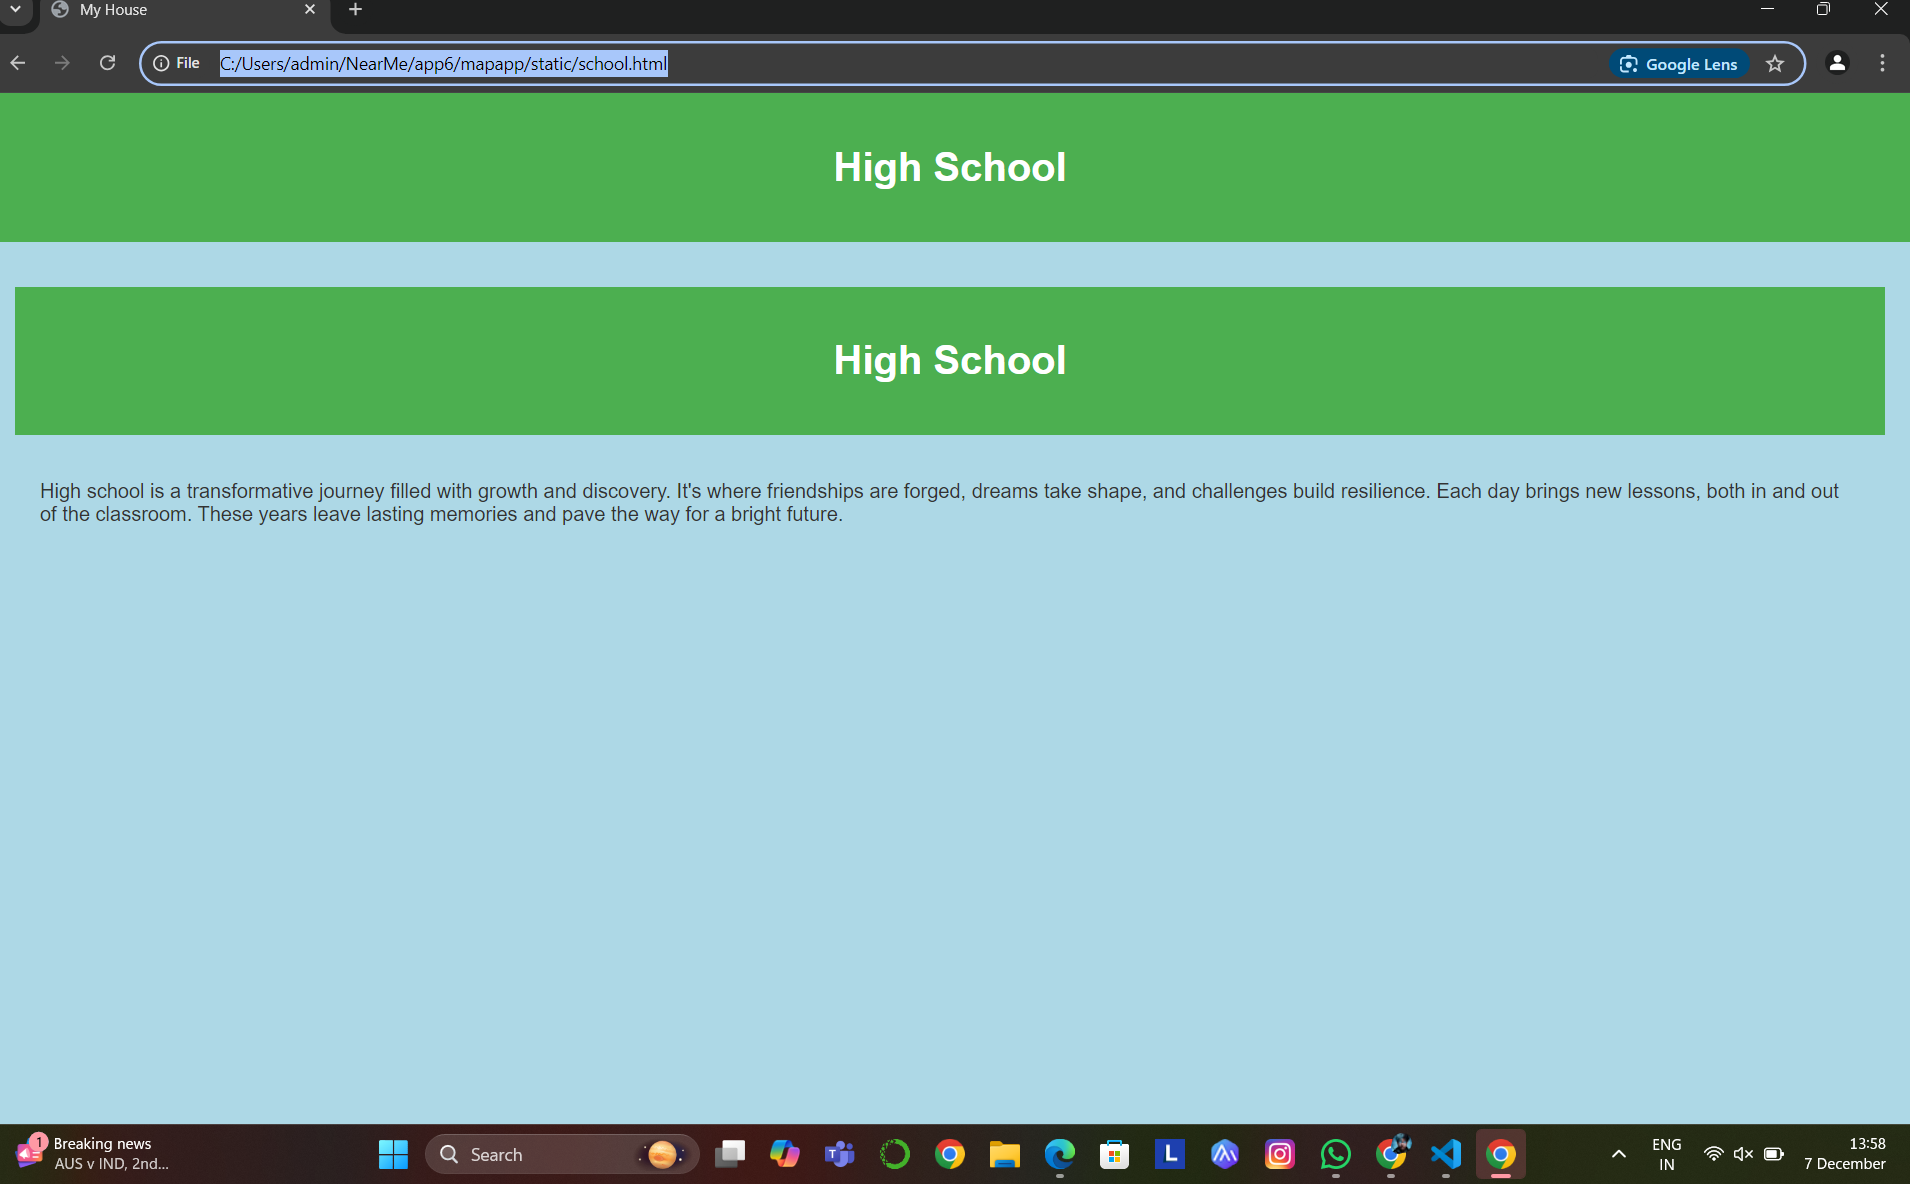 My House
File
C:/Users/admin/NearMe/app6/mapapp/static/school.html
Google Lens
High School
High School
High school is a transformative journey filled with growth and discovery. It's where friendships are forged, dreams take shape, and challenges build resilience. Each day brings new lessons, both in and out
of the classroom. These years leave lasting memories and pave the way for a bright future.
1
Breaking news
AUS v IND, 2nd...
Search
T
L
ENG
IN
13:58
7 December